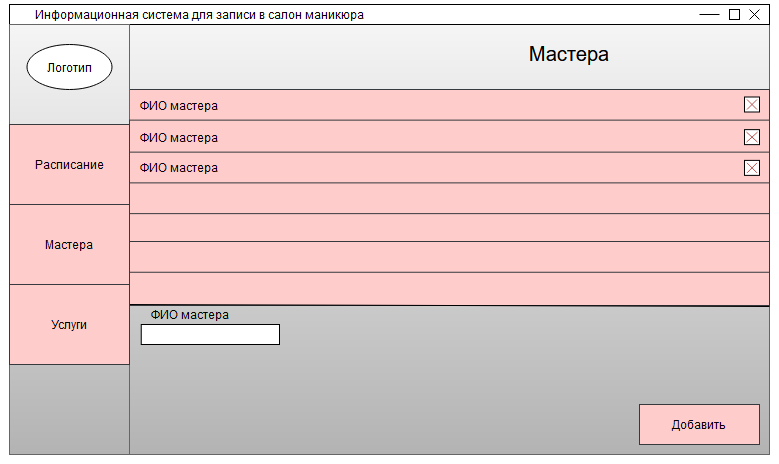 Информационная система для записи в салон маникюра
Логотип
Мастера
ФИО мастера
ФИО мастера
ФИО мастера
Расписание
Мастера
Услуги
ФИО мастера
Добавить